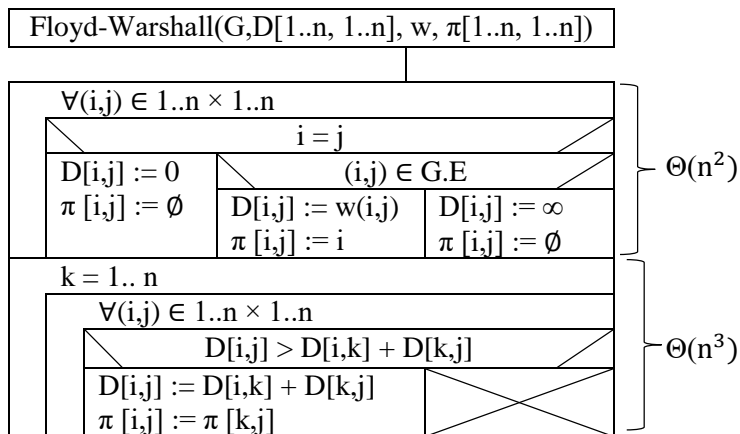 Floyd-Warshall(G,D[1..n, 1..n], w, π[1..n, 1..n])
∀(i,j) ∈ 1..n × 1..n
i = j
D[i,j] := 0
π [i,j] := ∅
(i,j) ∈ G.E
D[i,j] := w(i,j)
π [i,j] := i
D[i,j] := ∞
π [i,j] := ∅
Θ(n²)
k = 1.. n
∀(i,j) ∈ 1..n × 1..n
D[i,j] > D[i,k] + D[k,j]
D[i,j] := D[i,k] + D[k,j]
π [i,j] := π [k,j]
Θ(n³)